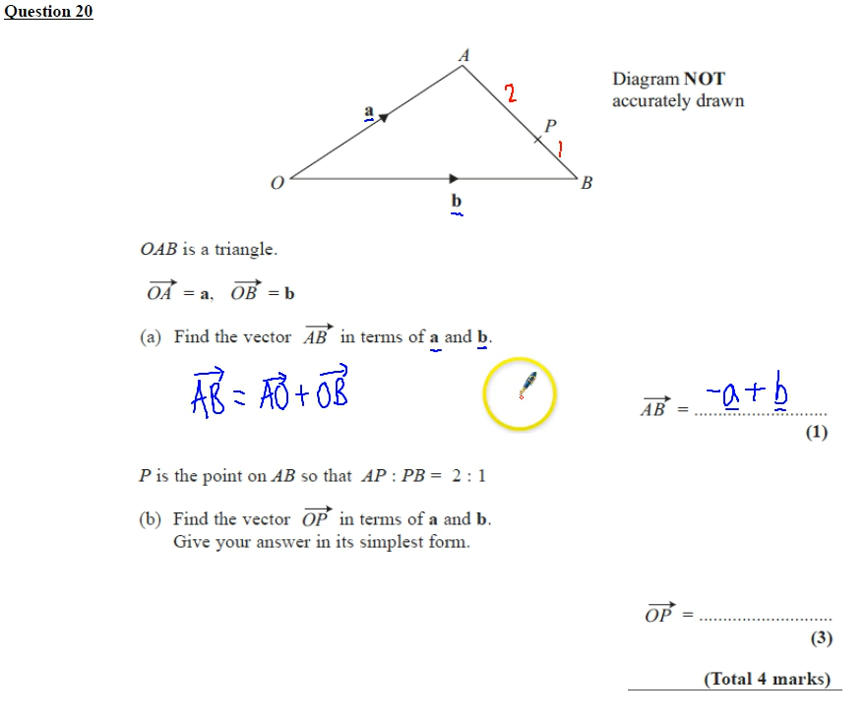 Question 20
A
2
Diagram NOT
accurately drawn
a
P
1
O
B
b
OAB is a triangle.
OA = a, OB = b
(a) Find the vector AB in terms of a and b.
AB = AO + OB
AB = -a + b
(1)
P is the point on AB so that AP : PB = 2 : 1
(b) Find the vector OP in terms of a and b.
Give your answer in its simplest form.
OP = ..............................
(3)
(Total 4 marks)